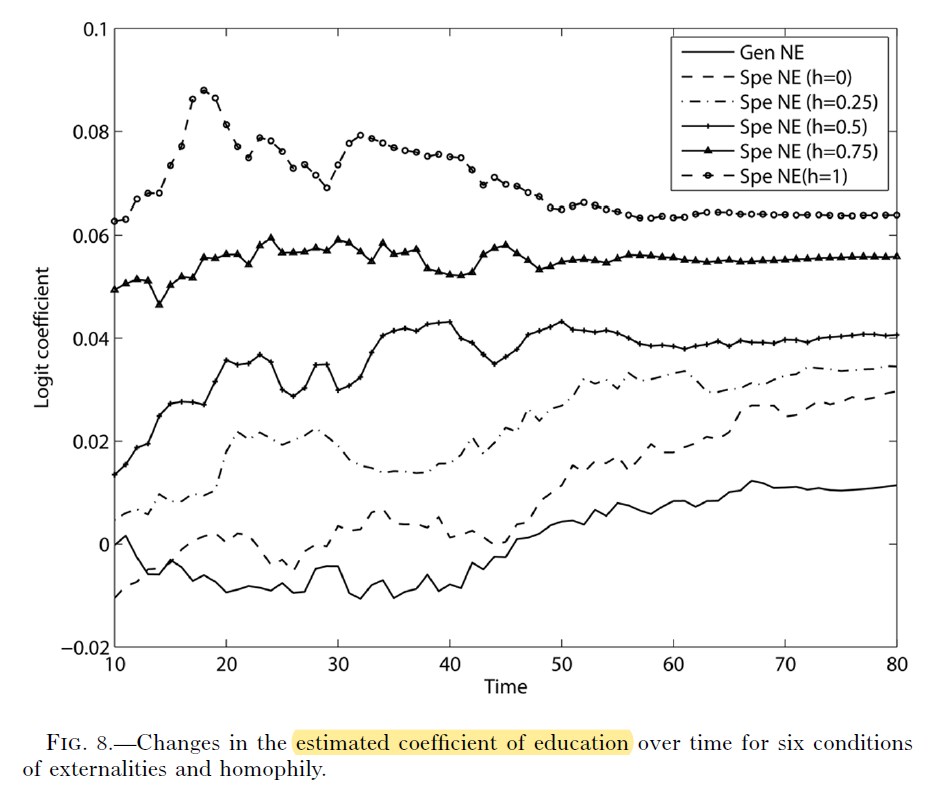 0.1
0.08
0.06
0.04
0.02
0
−0.02
Logit coefficient
10 20 30 40 50 60 70 80
Time
Gen NE
Spe NE (h=0)
Spe NE (h=0.25)
Spe NE (h=0.5)
Spe NE (h=0.75)
Spe NE(h=1)
FIG. 8.—Changes in the estimated coefficient of education over time for six conditions
of externalities and homophily.